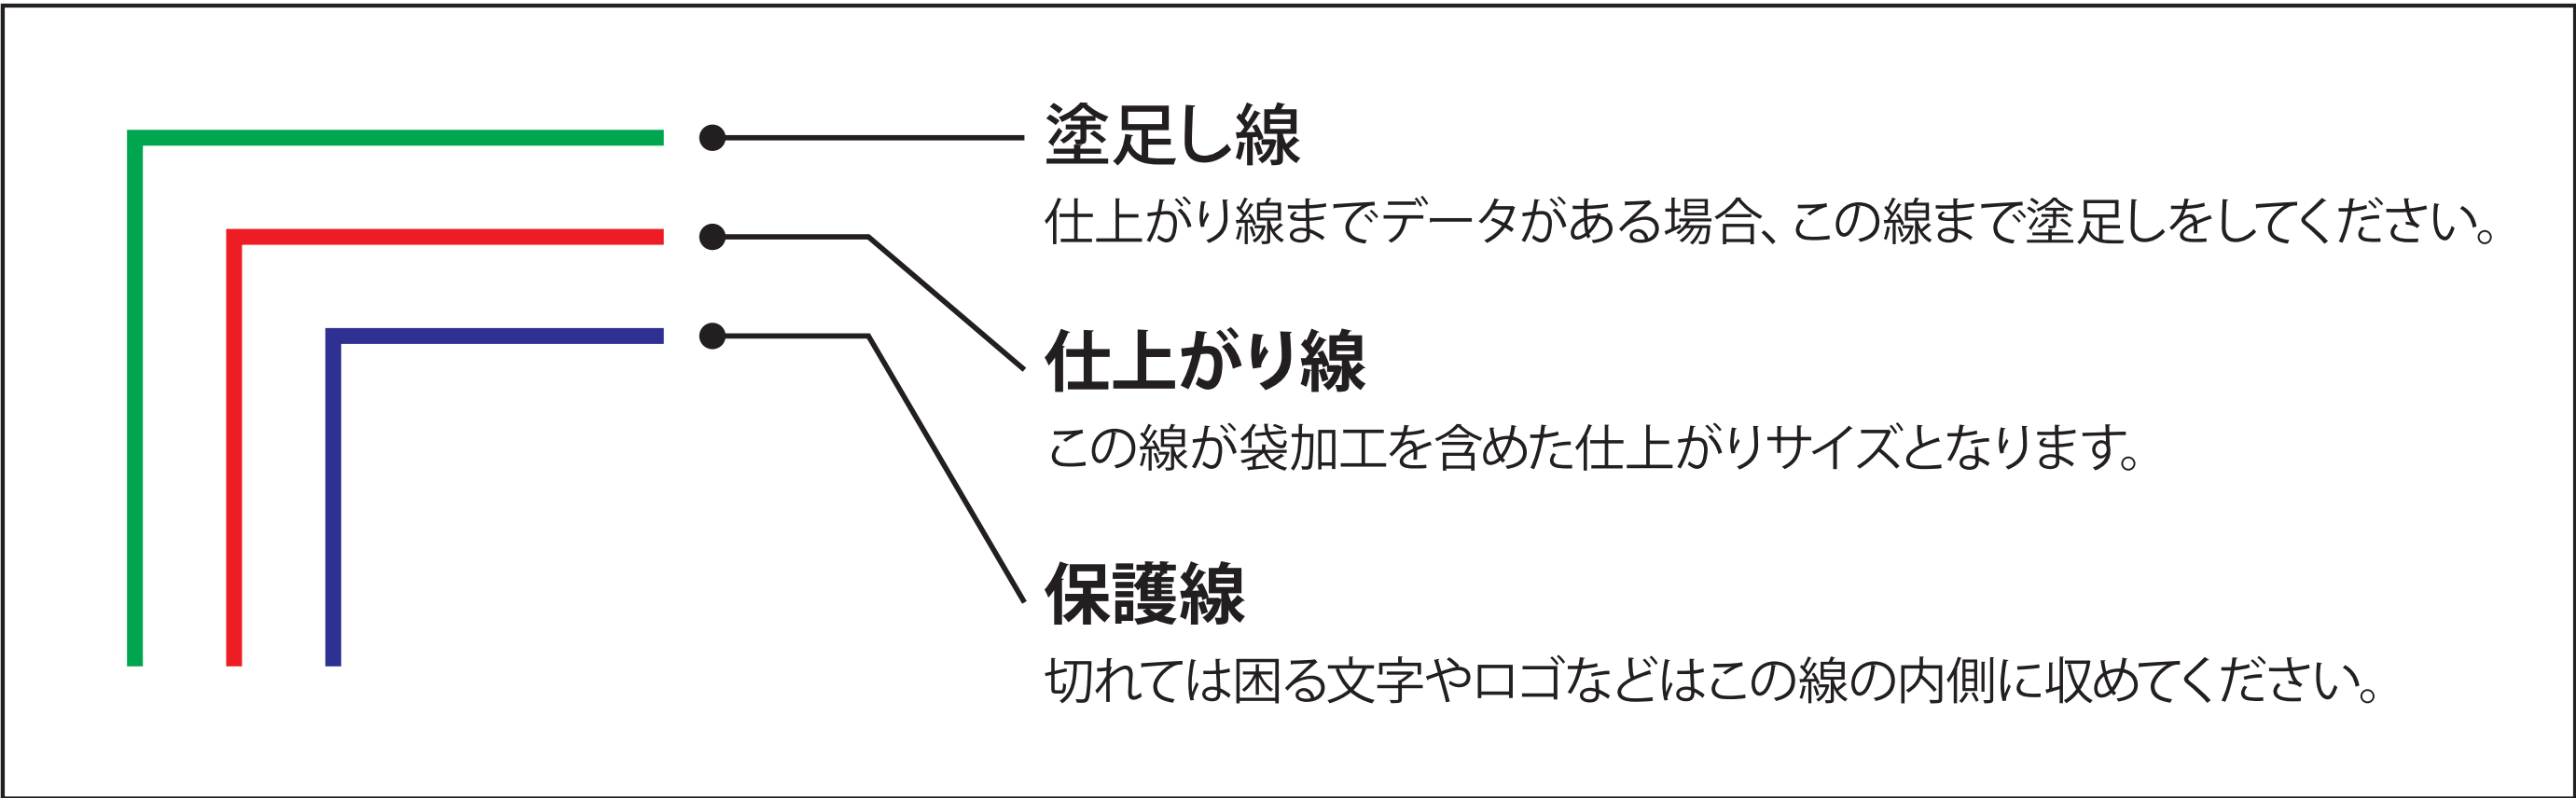 塗足し線
仕上がり線までデータがある場合、この線まで塗足しをしてください。
仕上がり線
この線が袋加工を含めた仕上がりサイズとなります。
保護線
切れては困る文字やロゴなどはこの線の内側に収めてください。